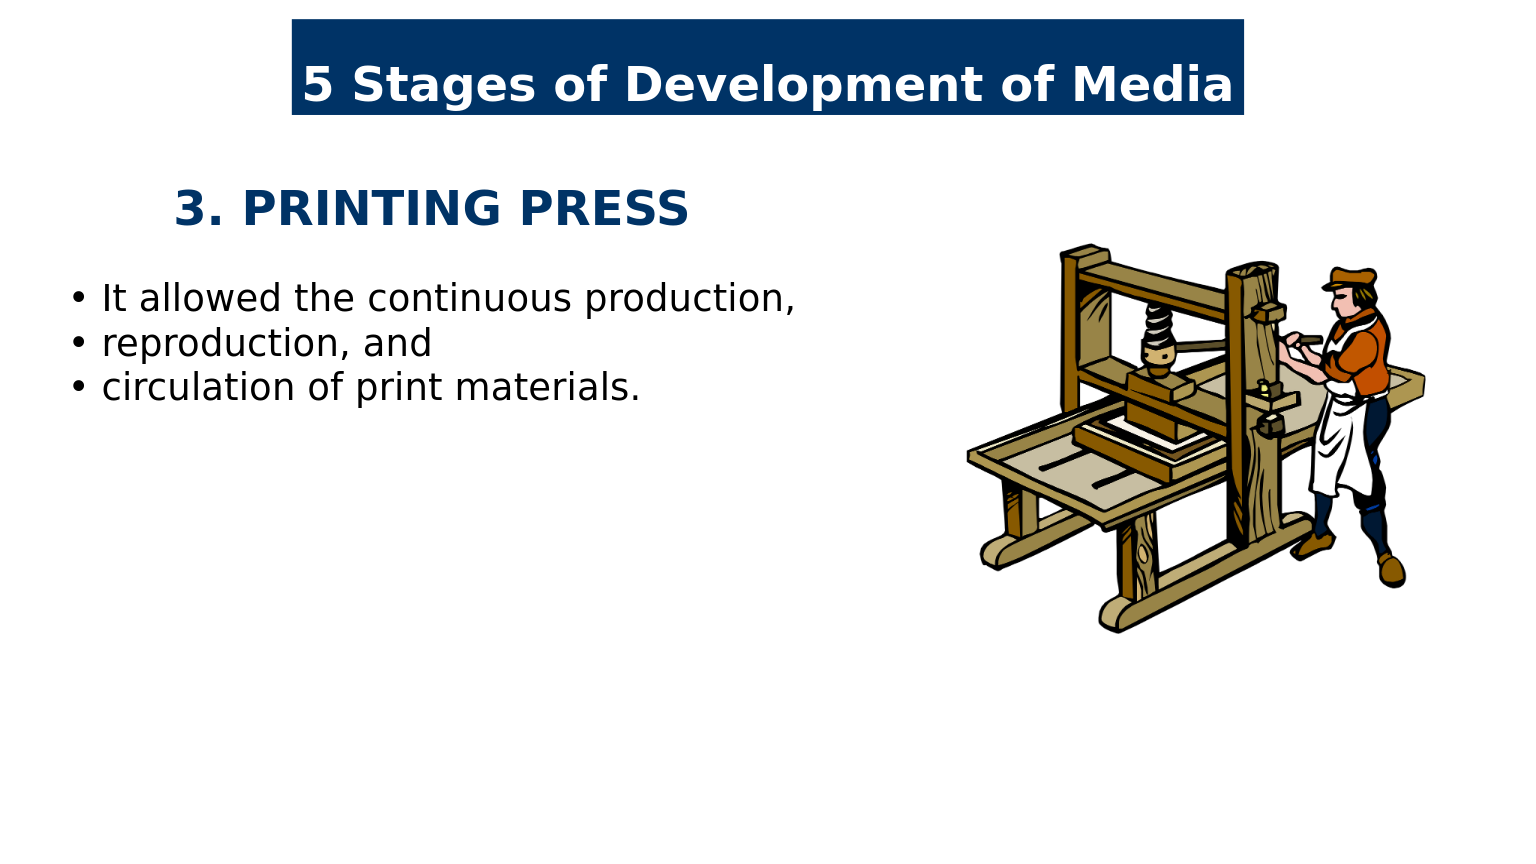 5 Stages of Development of Media
3. PRINTING PRESS
• It allowed the continuous production,
• reproduction, and
• circulation of print materials.